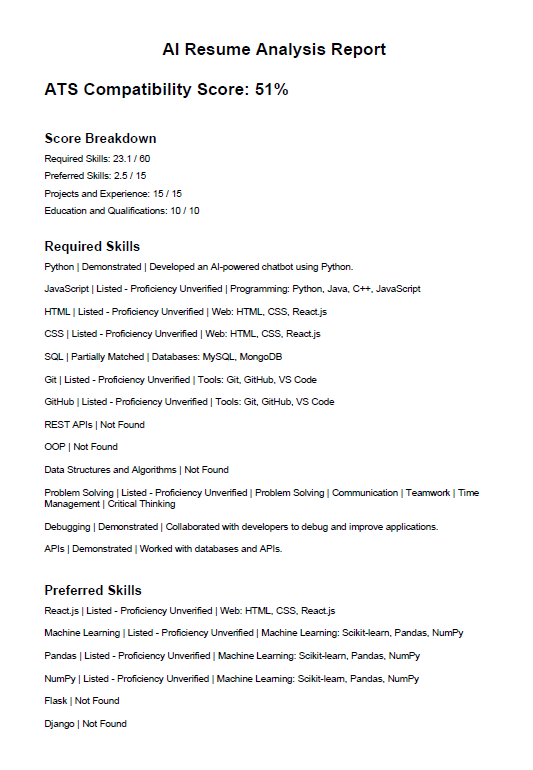 AI Resume Analysis Report
ATS Compatibility Score: 51%
Score Breakdown
Required Skills: 23.1 / 60
Preferred Skills: 2.5 / 15
Projects and Experience: 15 / 15
Education and Qualifications: 10 / 10
Required Skills
Python | Demonstrated | Developed an AI-powered chatbot using Python.
JavaScript | Listed - Proficiency Unverified | Programming: Python, Java, C++, JavaScript
HTML | Listed - Proficiency Unverified | Web: HTML, CSS, React.js
CSS | Listed - Proficiency Unverified | Web: HTML, CSS, React.js
SQL | Partially Matched | Databases: MySQL, MongoDB
Git | Listed - Proficiency Unverified | Tools: Git, GitHub, VS Code
GitHub | Listed - Proficiency Unverified | Tools: Git, GitHub, VS Code
REST APIs | Not Found
OOP | Not Found
Data Structures and Algorithms | Not Found
Problem Solving | Listed - Proficiency Unverified | Problem Solving | Communication | Teamwork | Time
Management | Critical Thinking
Debugging | Demonstrated | Collaborated with developers to debug and improve applications.
APIs | Demonstrated | Worked with databases and APIs.
Preferred Skills
React.js | Listed - Proficiency Unverified | Web: HTML, CSS, React.js
Machine Learning | Listed - Proficiency Unverified | Machine Learning: Scikit-learn, Pandas, NumPy
Pandas | Listed - Proficiency Unverified | Machine Learning: Scikit-learn, Pandas, NumPy
NumPy | Listed - Proficiency Unverified | Machine Learning: Scikit-learn, Pandas, NumPy
Flask | Not Found
Django | Not Found